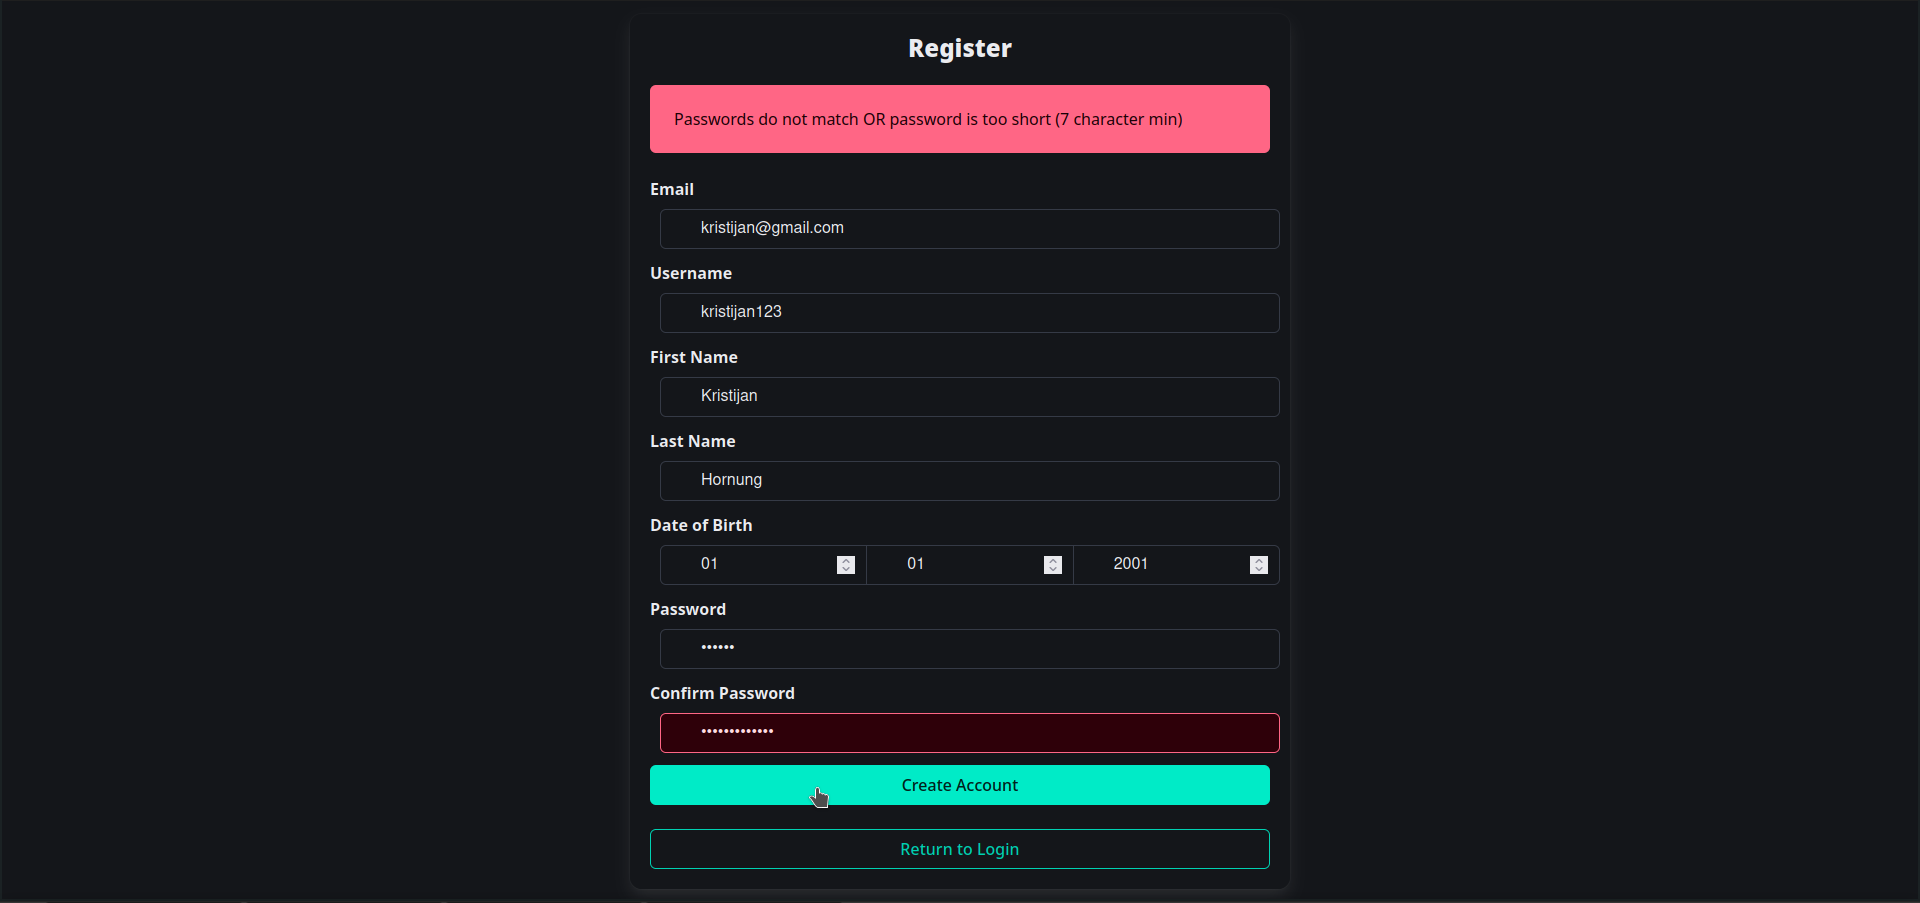 Register
Passwords do not match OR password is too short (7 character min)
Email
kristijan@gmail.com
Username
kristijan123
First Name
Kristijan
Last Name
Hornung
Date of Birth
01 01 2001
Password
••••••
Confirm Password
•••••••••••••
Create Account
Return to Login